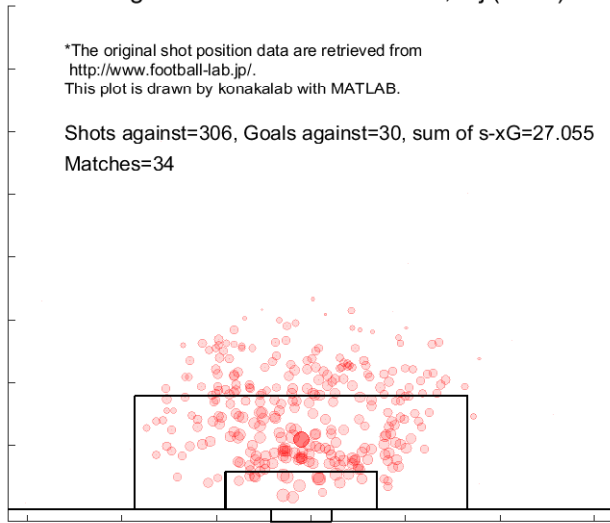 *The original shot position data are retrieved from
http://www.football-lab.jp/.
This plot is drawn by konakalab with MATLAB.
Shots against=306, Goals against=30, sum of s-xG=27.055
Matches=34